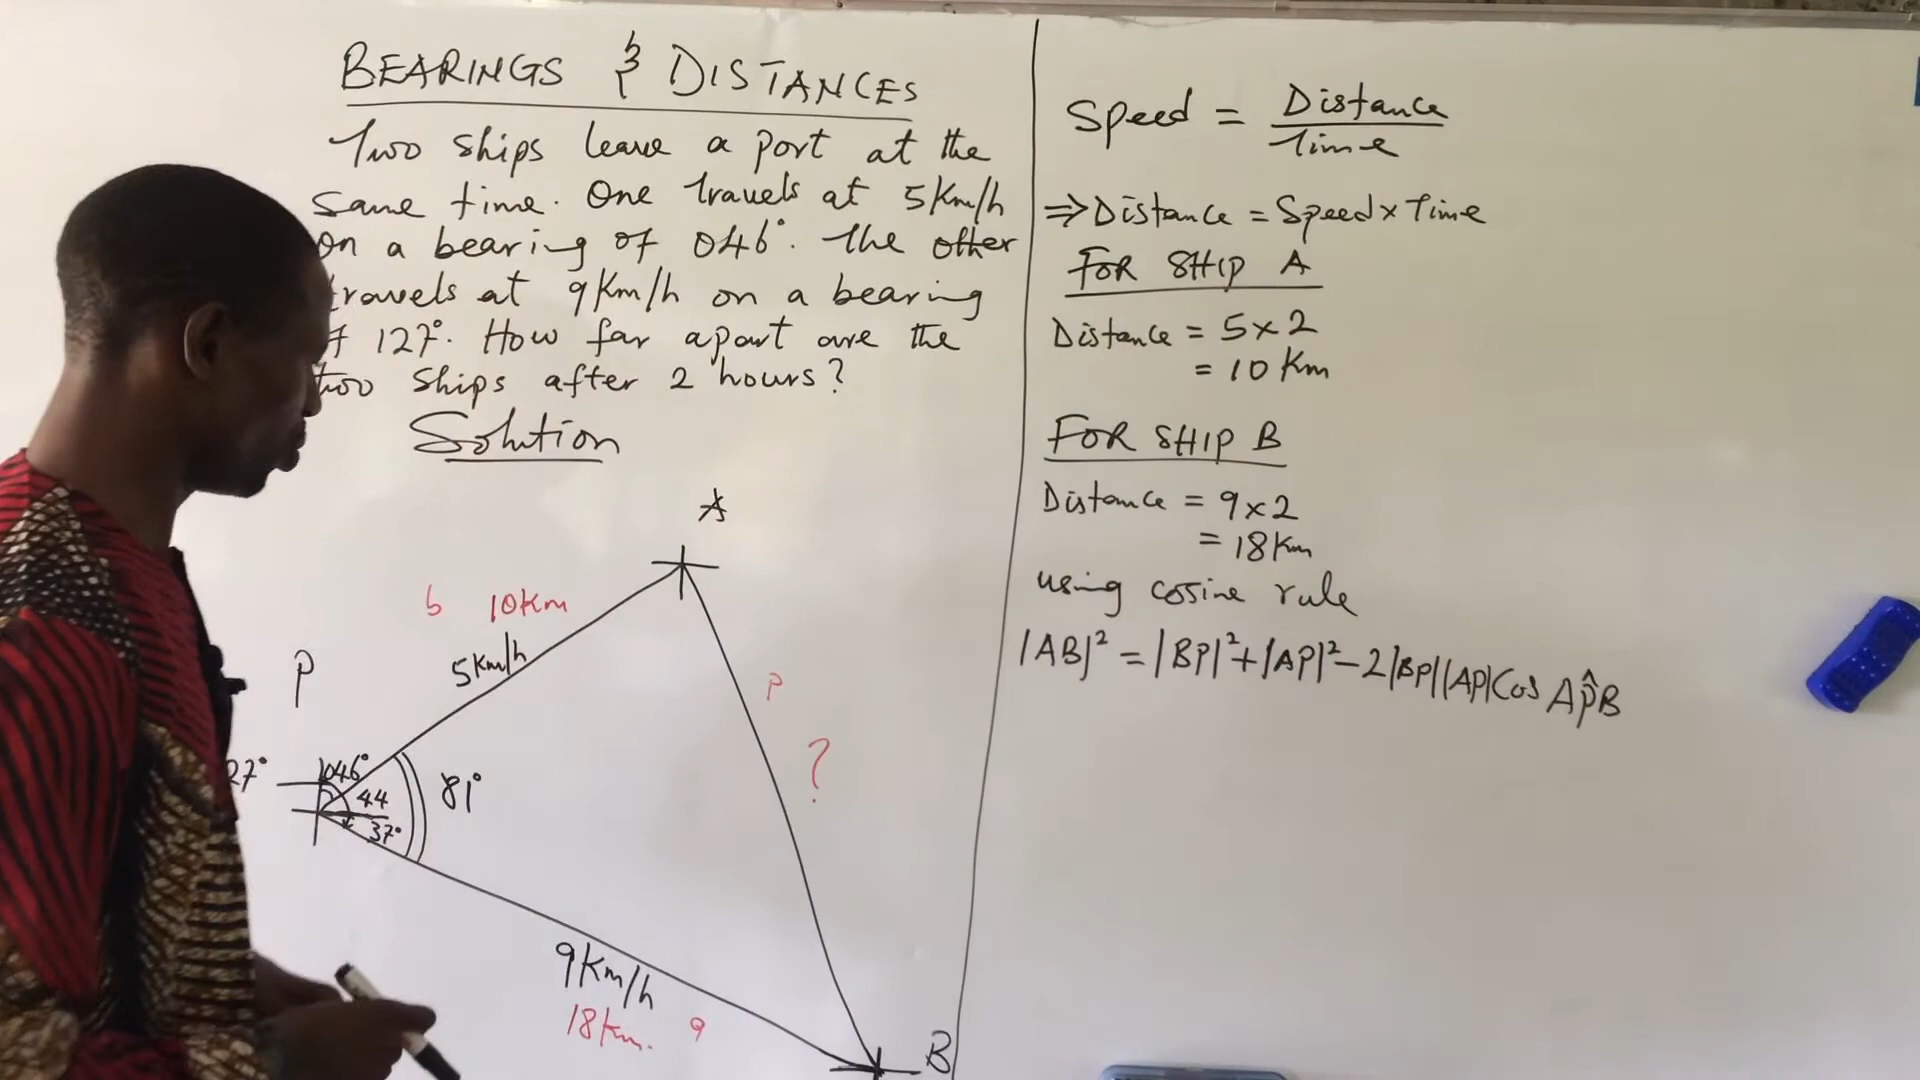 BEARINGS & DISTANCES
Two ships leave a port at the
same time. One travels at 5Km/h
on a bearing of 046°. The other
travels at 9Km/h on a bearing
127°. How far apart are the
two ships after 2 hours?
Solution
A
b 10Km
5Km/h
P
P
?
27°
046°
44
37°
81°
9Km/h
18Km.
B
Speed = Distance / Time
⇒ Distance = Speed × Time
FOR SHIP A
Distance = 5 × 2
= 10 Km
FOR SHIP B
Distance = 9 × 2
= 18 Km
using cosine rule
|AB|² = |BP|² + |AP|² - 2|BP||AP| Cos AP̂B